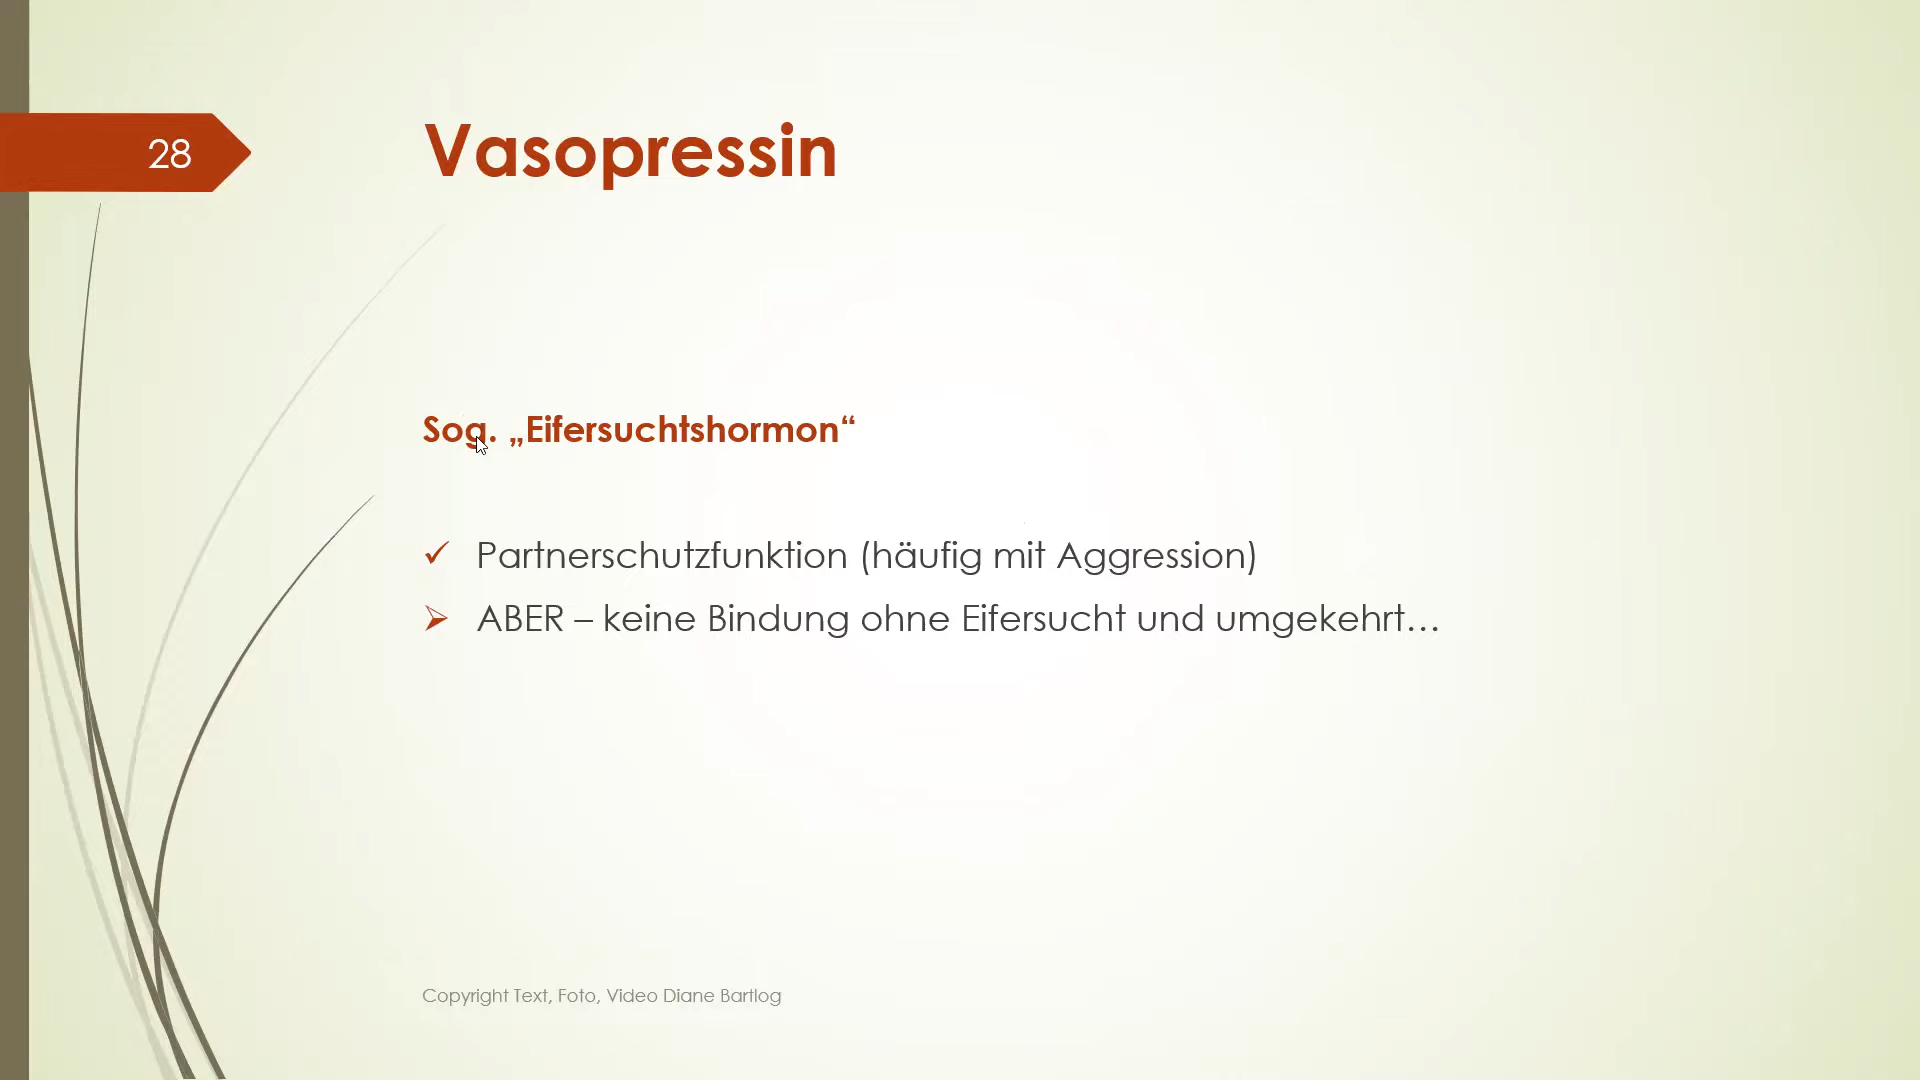 28
Vasopressin
Sog. „Eifersuchtshormon“
✓ Partnerschutzfunktion (häufig mit Aggression)
➢ ABER – keine Bindung ohne Eifersucht und umgekehrt…
Copyright Text, Foto, Video Diane Bartlog